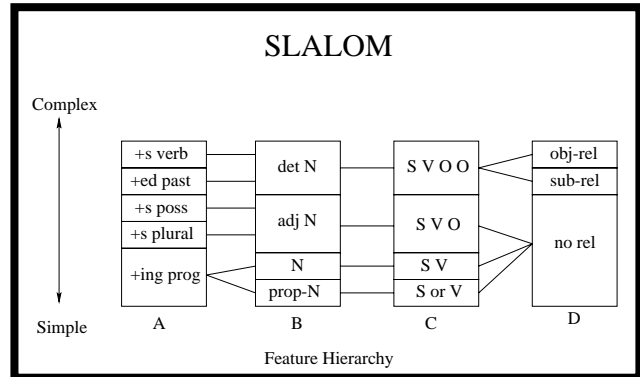 SLALOM
Complex
+s verb
+ed past
+s poss
+s plural
+ing prog
det N
adj N
N
prop-N
S V O O
S V O
S V
S or V
obj-rel
sub-rel
no rel
Simple
A
B
C
D
Feature Hierarchy